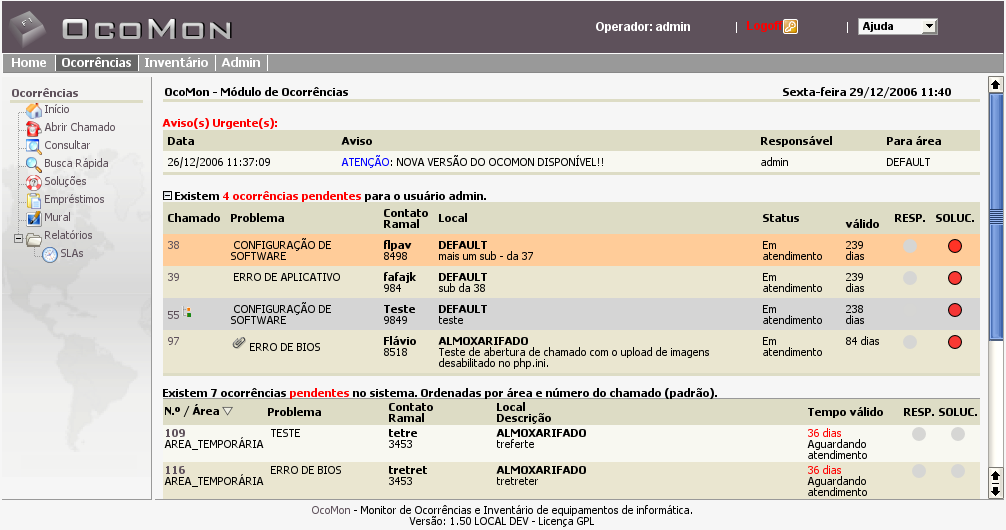 OCOMON
Operador: admin | Logoff | Ajuda
Home | Ocorrências | Inventário | Admin |
Ocorrências
Início
Abrir Chamado
Consultar
Busca Rápida
Soluções
Empréstimos
Mural
Relatórios
SLAs
OcoMon - Módulo de Ocorrências Sexta-feira 29/12/2006 11:40
Aviso(s) Urgente(s):
Data Aviso Responsável Para área
26/12/2006 11:37:09 ATENÇÃO: NOVA VERSÃO DO OCOMON DISPONÍVEL!! admin DEFAULT
Existem 4 ocorrências pendentes para o usuário admin.
Chamado Problema Contato Ramal Local Status válido RESP. SOLUC.
38 CONFIGURAÇÃO DE flpav DEFAULT Em 239
SOFTWARE 8498 mais um sub - da 37 atendimento dias
39 ERRO DE APLICATIVO fafajk DEFAULT Em 239
984 sub da 38 atendimento dias
55 CONFIGURAÇÃO DE Teste DEFAULT Em 238
SOFTWARE 9849 teste atendimento dias
97 ERRO DE BIOS Flávio ALMOXARIFADO Em 84 dias
8518 Teste de abertura de chamado com o upload de imagens atendimento
desabilitado no php.ini.
Existem 7 ocorrências pendentes no sistema. Ordenadas por área e número do chamado (padrão).
N.º / Área Problema Contato Local Tempo válido RESP. SOLUC.
Ramal Descrição
109 TESTE tetre ALMOXARIFADO 36 dias
AREA_TEMPORÁRIA 3453 treferte Aguardando
atendimento
116 ERRO DE BIOS tretret ALMOXARIFADO 36 dias
AREA_TEMPORÁRIA 3453 tretreter Aguardando
atendimento
OcoMon - Monitor de Ocorrências e Inventário de equipamentos de informática.
Versão: 1.50 LOCAL DEV - Licença GPL